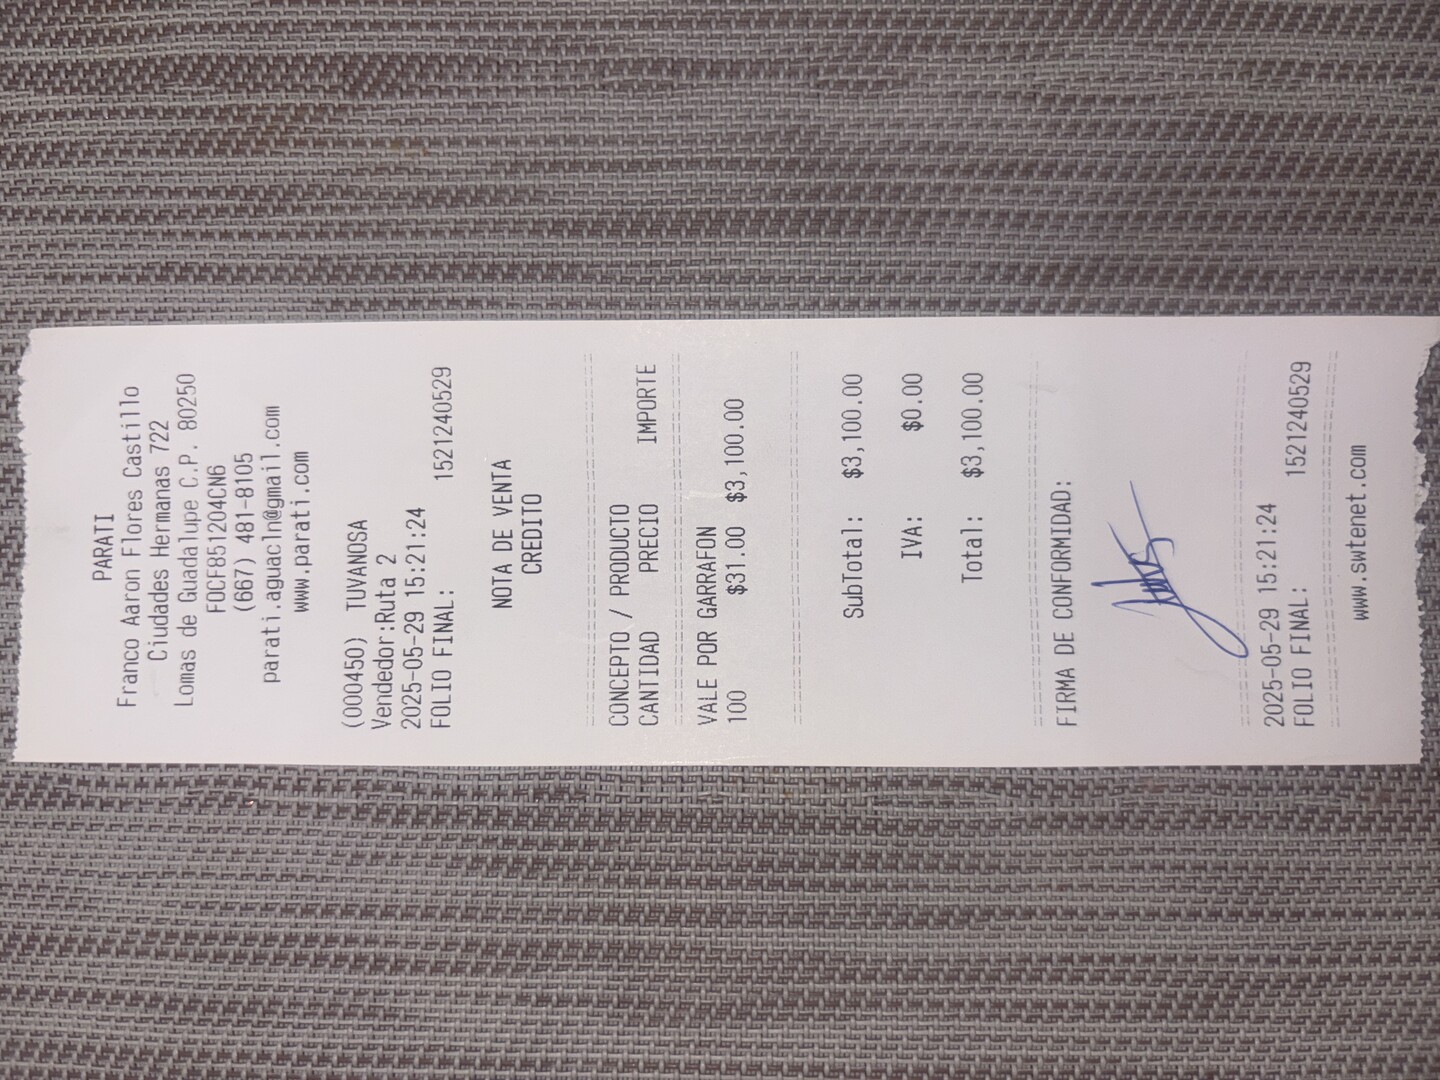 PARATI
Franco Aaron Flores Castillo
Ciudades Hermanas 722
Lomas de Guadalupe C.P. 80250
FOCF851204CN6
(667) 481-8105
parati.aguacln@gmail.com
www.parati.com
(000450) TUVANOSA
Vendedor:Ruta 2
2025-05-29 15:21:24
FOLIO FINAL: 1521240529
NOTA DE VENTA
CREDITO
CONCEPTO / PRODUCTO
CANTIDAD PRECIO IMPORTE
VALE POR GARRAFON
100 $31.00 $3,100.00
SubTotal: $3,100.00
IVA: $0.00
Total: $3,100.00
FIRMA DE CONFORMIDAD:
2025-05-29 15:21:24
FOLIO FINAL: 1521240529
www.swtenet.com